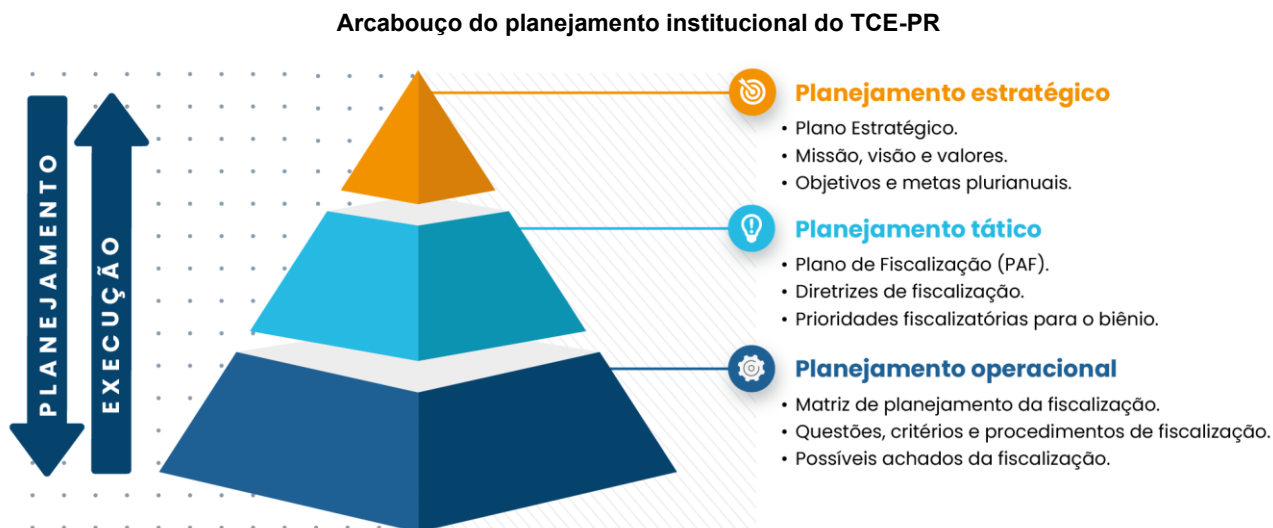 Arcabouço do planejamento institucional do TCE-PR
PLANEJAMENTO
EXECUÇÃO
Planejamento estratégico
• Plano Estratégico.
• Missão, visão e valores.
• Objetivos e metas plurianuais.
Planejamento tático
• Plano de Fiscalização (PAF).
• Diretrizes de fiscalização.
• Prioridades fiscalizatórias para o biênio.
Planejamento operacional
• Matriz de planejamento da fiscalização.
• Questões, critérios e procedimentos de fiscalização.
• Possíveis achados da fiscalização.